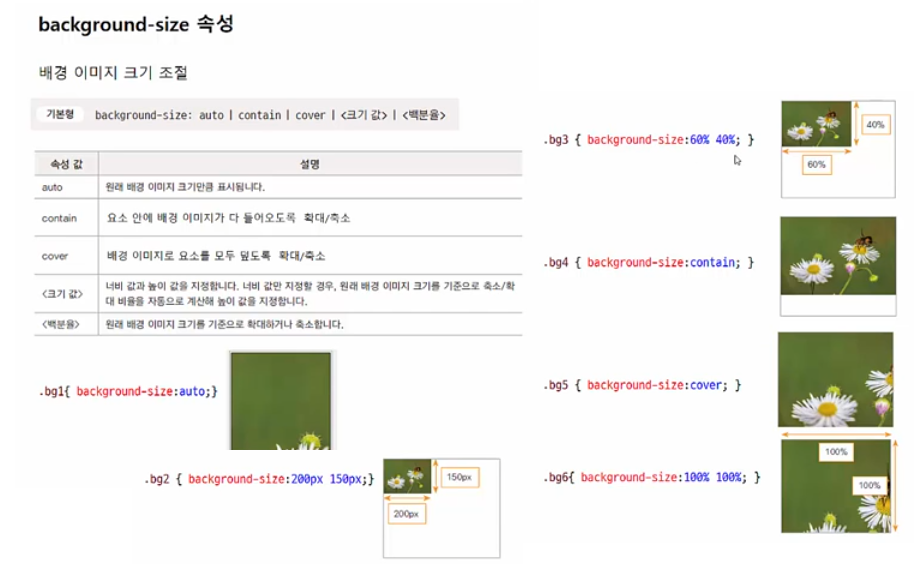 background-size 속성
배경 이미지 크기 조절
기본형 background-size: auto | contain | cover | <크기 값> | <백분율>
속성 값 설명
auto 원래 배경 이미지 크기만큼 표시됩니다.
contain 요소 안에 배경 이미지가 다 들어오도록 확대/축소
cover 배경 이미지로 요소를 모두 덮도록 확대/축소
<크기 값> 너비 값과 높이 값을 지정합니다. 너비 값만 지정할 경우, 원래 배경 이미지 크기를 기준으로 축소/확
대 비율을 자동으로 계산해 높이 값을 지정합니다.
<백분율> 원래 배경 이미지 크기를 기준으로 확대하거나 축소합니다.
.bg1{ background-size:auto;}
.bg2 { background-size:200px 150px;}
150px
200px
.bg3 { background-size:60% 40%; }
40%
60%
.bg4 { background-size:contain; }
.bg5 { background-size:cover; }
.bg6{ background-size:100% 100%; }
100%
100%